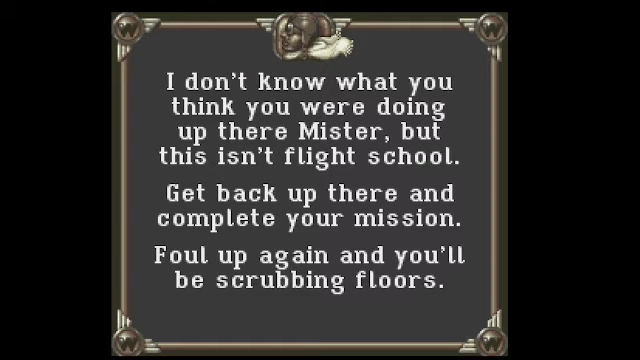 I don't know what you
think you were doing
up there Mister, but
this isn't flight school.
Get back up there and
complete your mission.
Foul up again and you'll
be scrubbing floors.
W
W
W
W